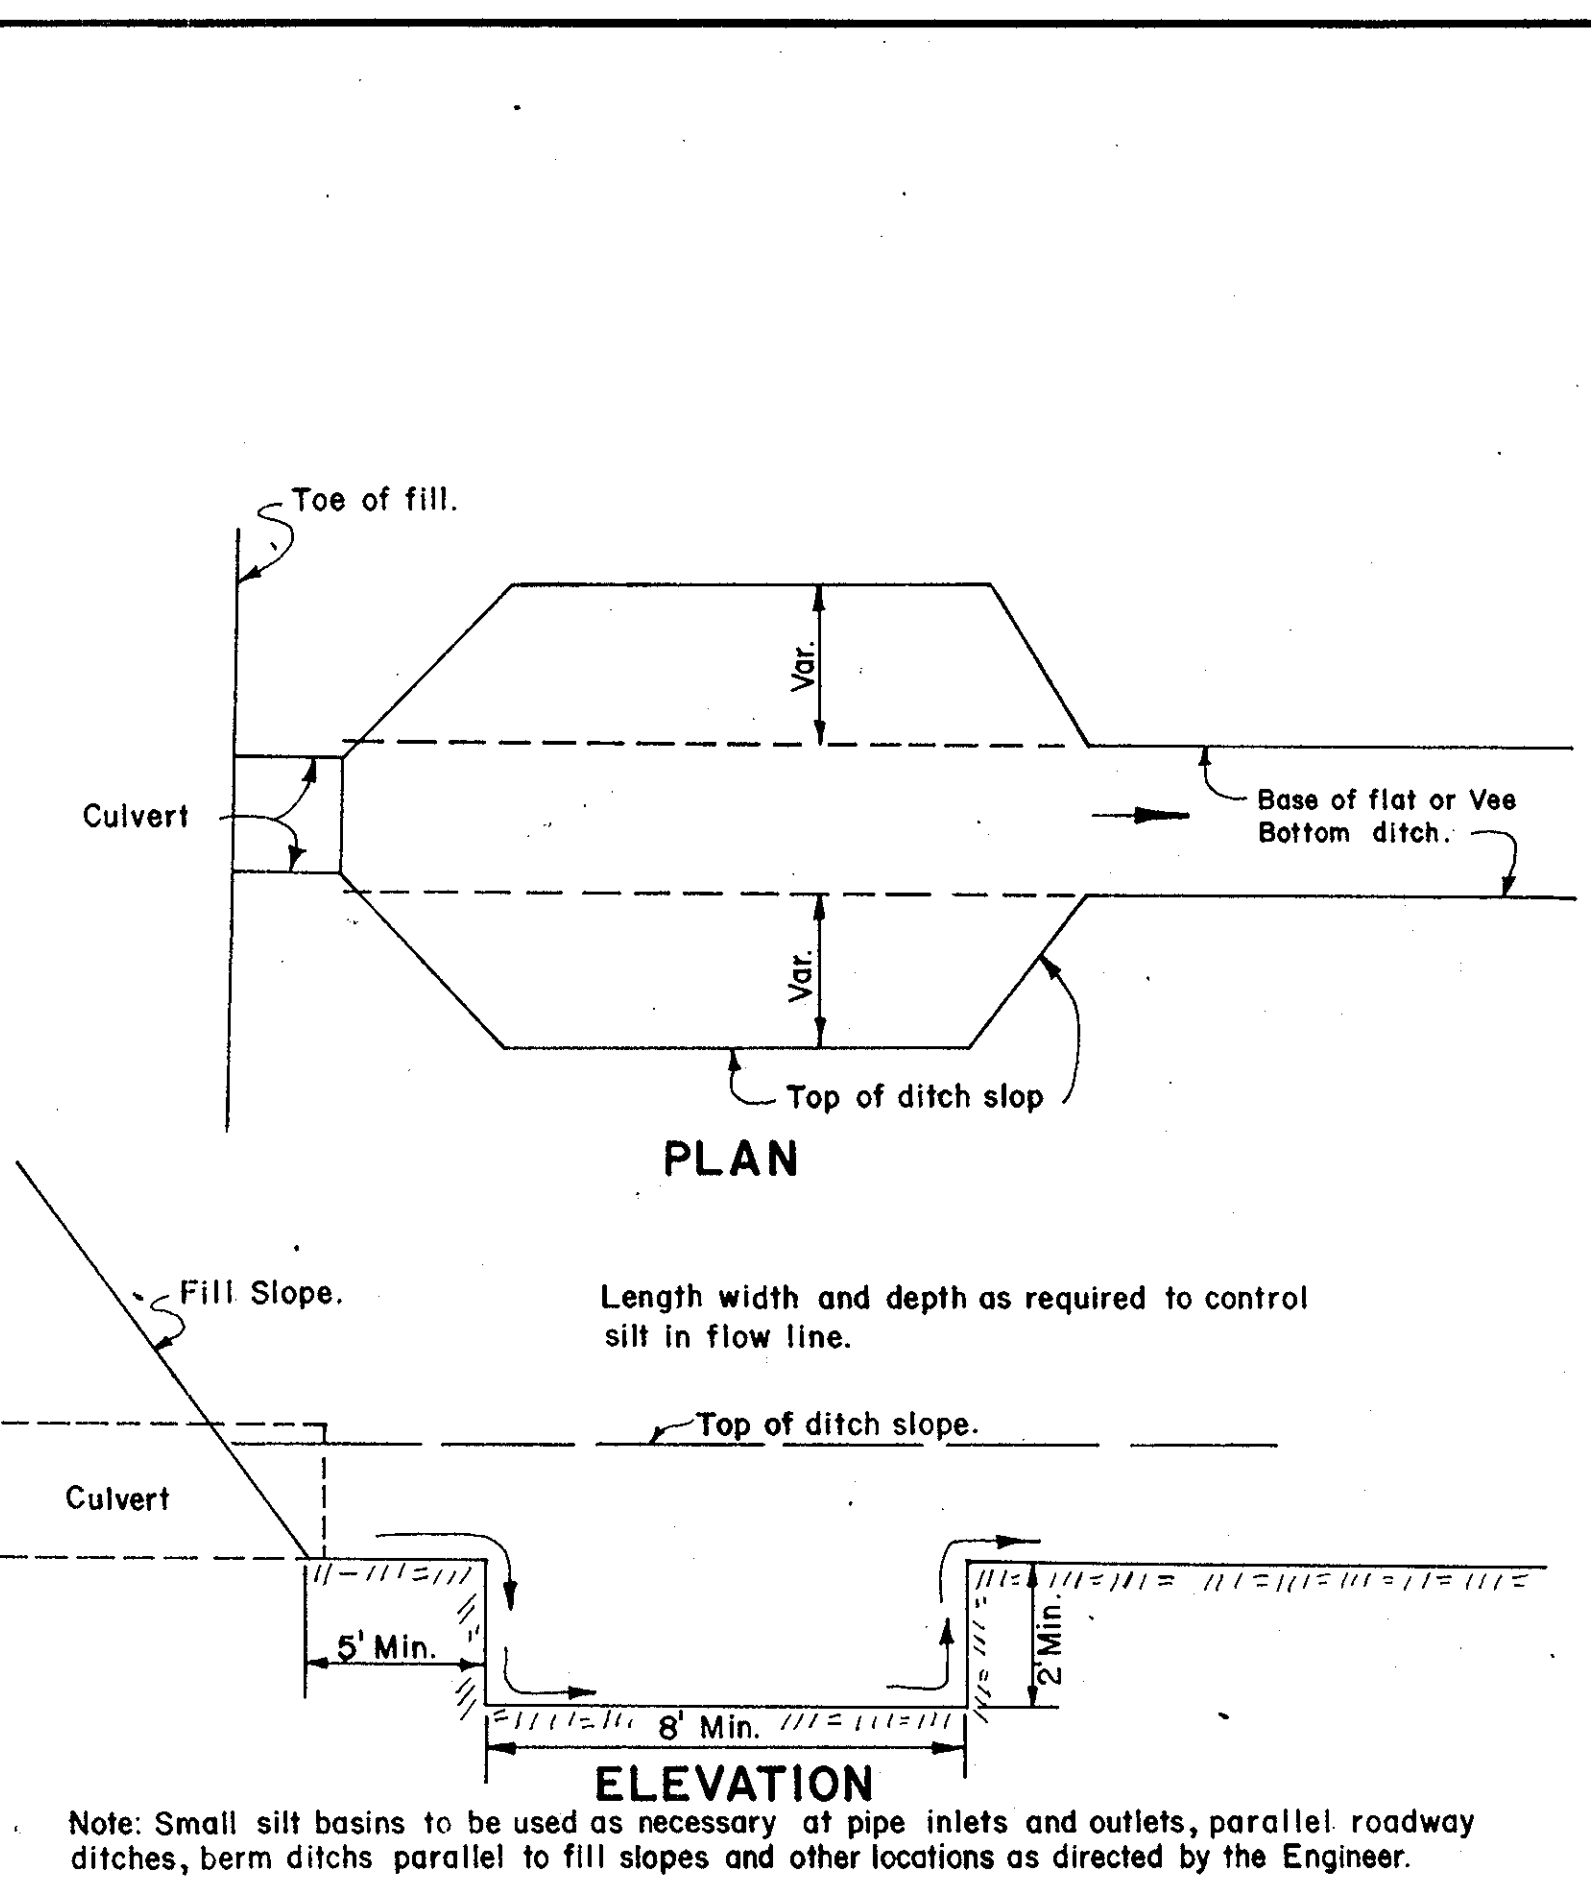 Toe of fill.
Var.
Culvert
Base of flat or Vee
Bottom ditch.
Var.
Top of ditch slop
PLAN
Fill Slope.
Length width and depth as required to control
silt in flow line.
Top of ditch slope.
Culvert
5' Min.
2' Min.
8' Min.
ELEVATION
Note: Small silt basins to be used as necessary at pipe inlets and outlets, parallel roadway
ditches, berm ditchs parallel to fill slopes and other locations as directed by the Engineer.